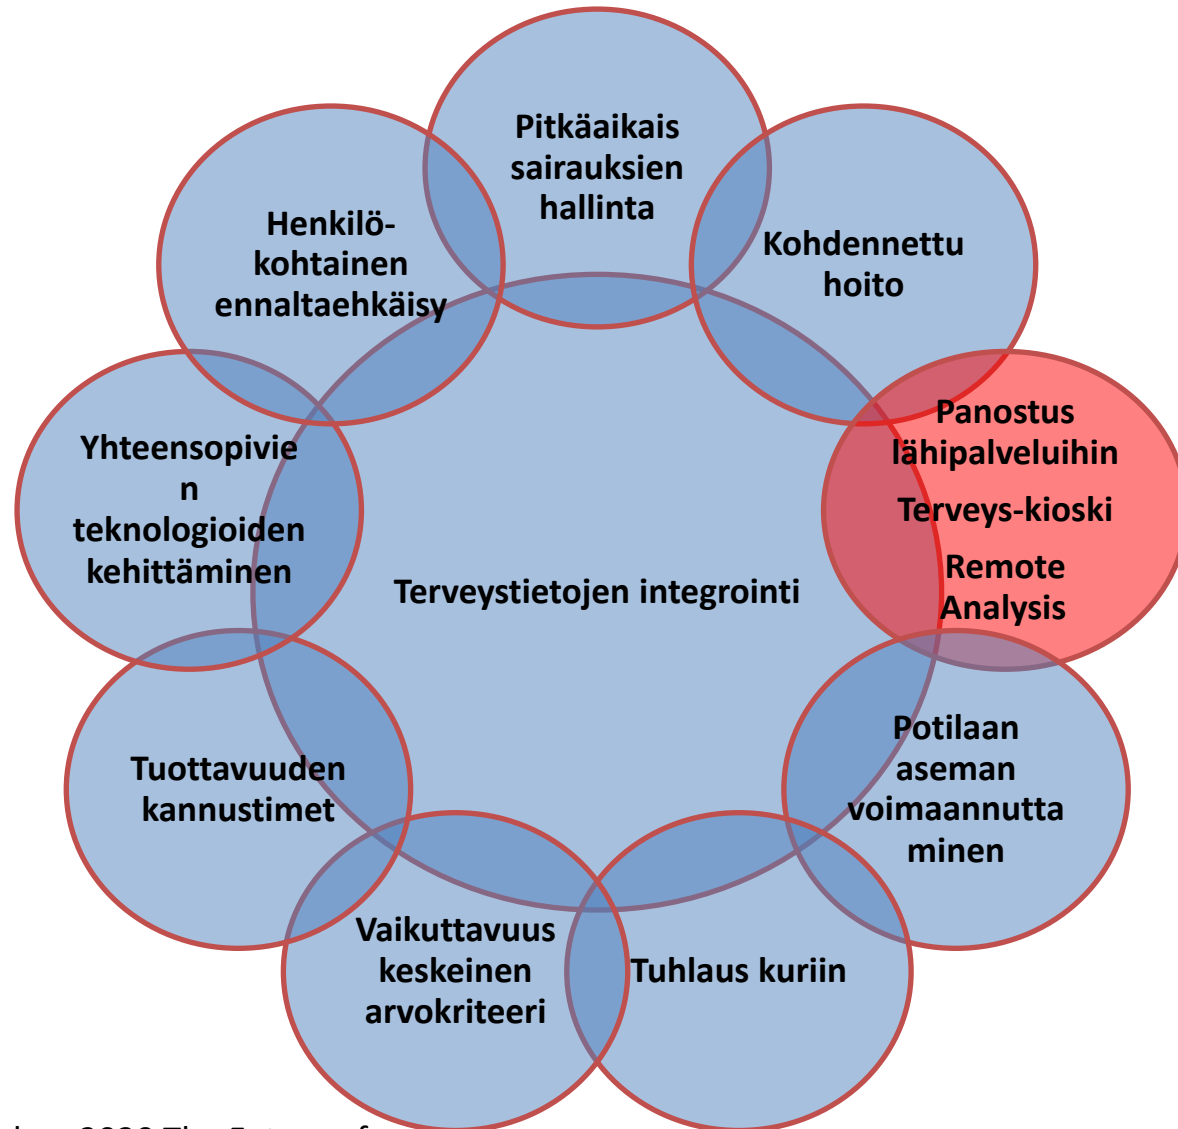 Pitkäaikais
sairauksien
hallinta
Kohdennettu
hoito
Panostus
lähipalveluihin
Terveys-kioski
Remote
Analysis
Potilaan
aseman
voimaannutta
minen
Tuhlaus kuriin
Vaikuttavuus
keskeinen
arvokriteeri
Tuottavuuden
kannustimet
Yhteensopivie
n
teknologioiden
kehittäminen
Henkilö-
kohtainen
ennaltaehkäisy
Terveystietojen integrointi